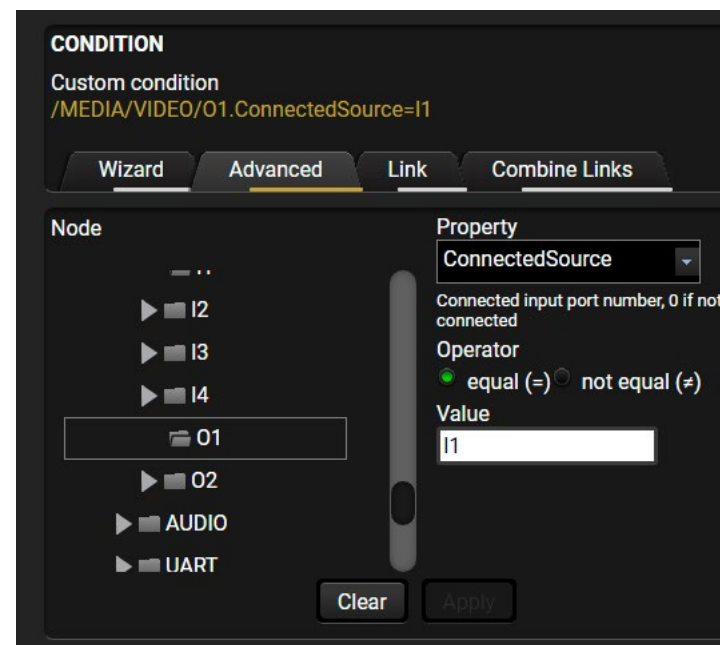 CONDITION
Custom condition
/MEDIA/VIDEO/O1.ConnectedSource=I1
Wizard Advanced Link Combine Links
Node
I2
I3
I4
O1
O2
AUDIO
UART
Property
ConnectedSource
Connected input port number, 0 if not
connected
Operator
equal (=) not equal (≠)
Value
I1
Clear Apply